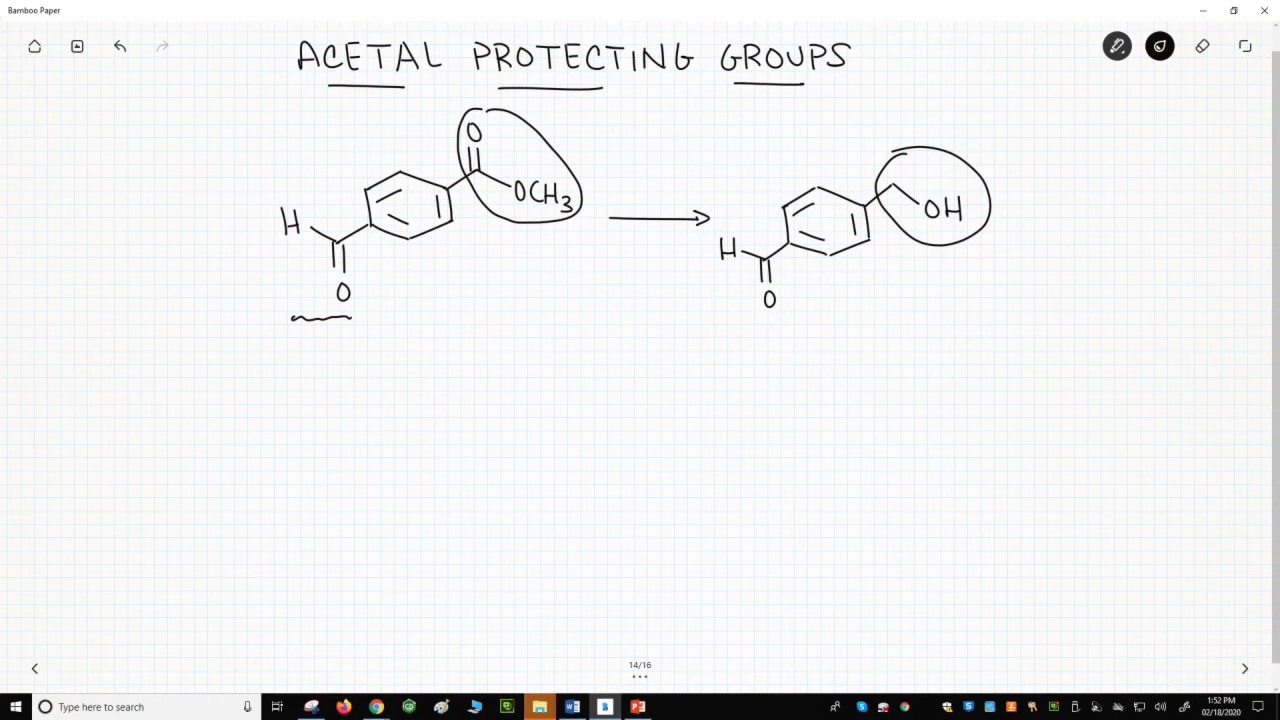 Bamboo Paper
ACETAL PROTECTING GROUPS
O
OCH3
H
O
OH
H
O
14/16
Type here to search
1:52 PM
02/18/2020